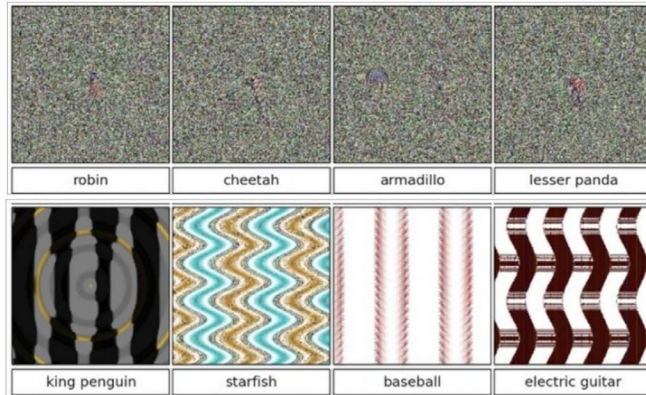 robin
cheetah
armadillo
lesser panda
king penguin
starfish
baseball
electric guitar